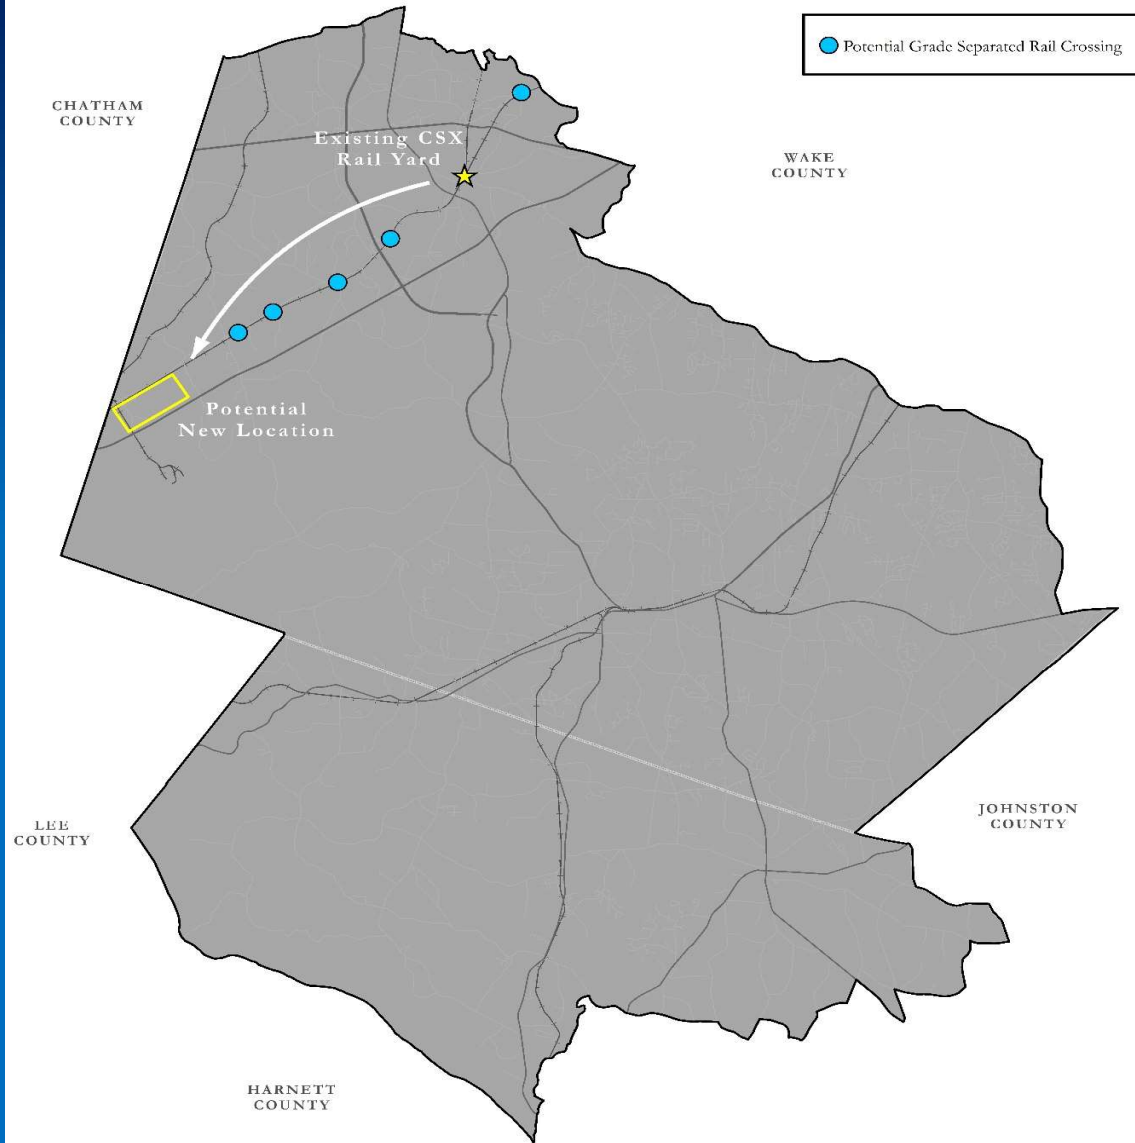 Potential Grade Separated Rail Crossing
CHATHAM
COUNTY
Existing CSX
Rail Yard
WAKE
COUNTY
Potential
New Location
LEE
COUNTY
JOHNSTON
COUNTY
HARNETT
COUNTY